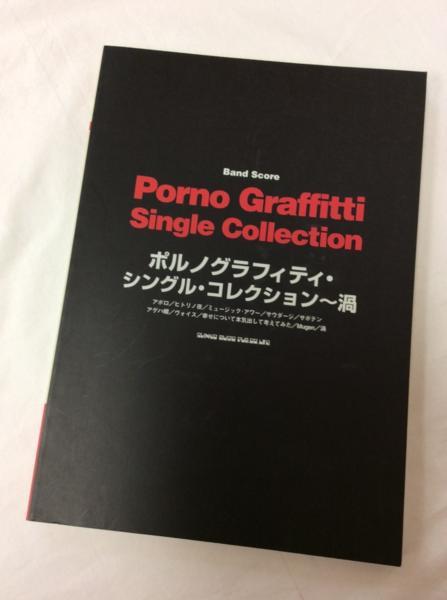 Band Score
Porno Graffitti
Single Collection
ポルノグラフィティ・
シングル・コレクション〜渦
アポロ／ヒトリノ夜／ミュージック・アワー／サウダージ／サボテン
アゲハ蝶／ヴォイス／幸せについて本気出して考えてみた／Mugen／渦